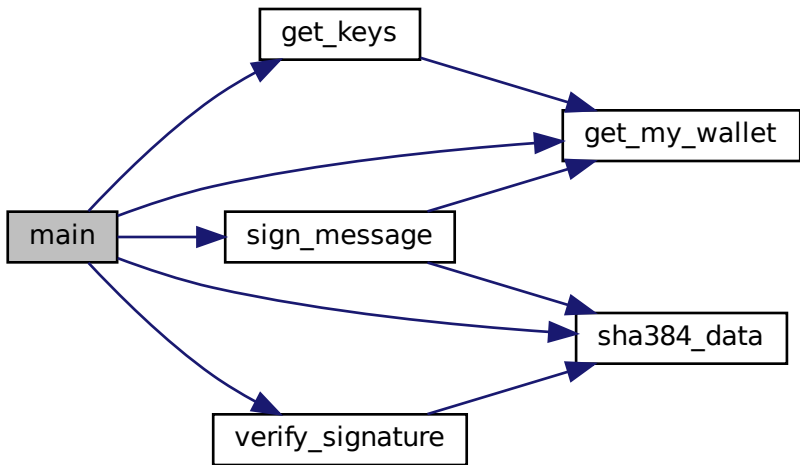 get_keys
get_my_wallet
main
sign_message
sha384_data
verify_signature